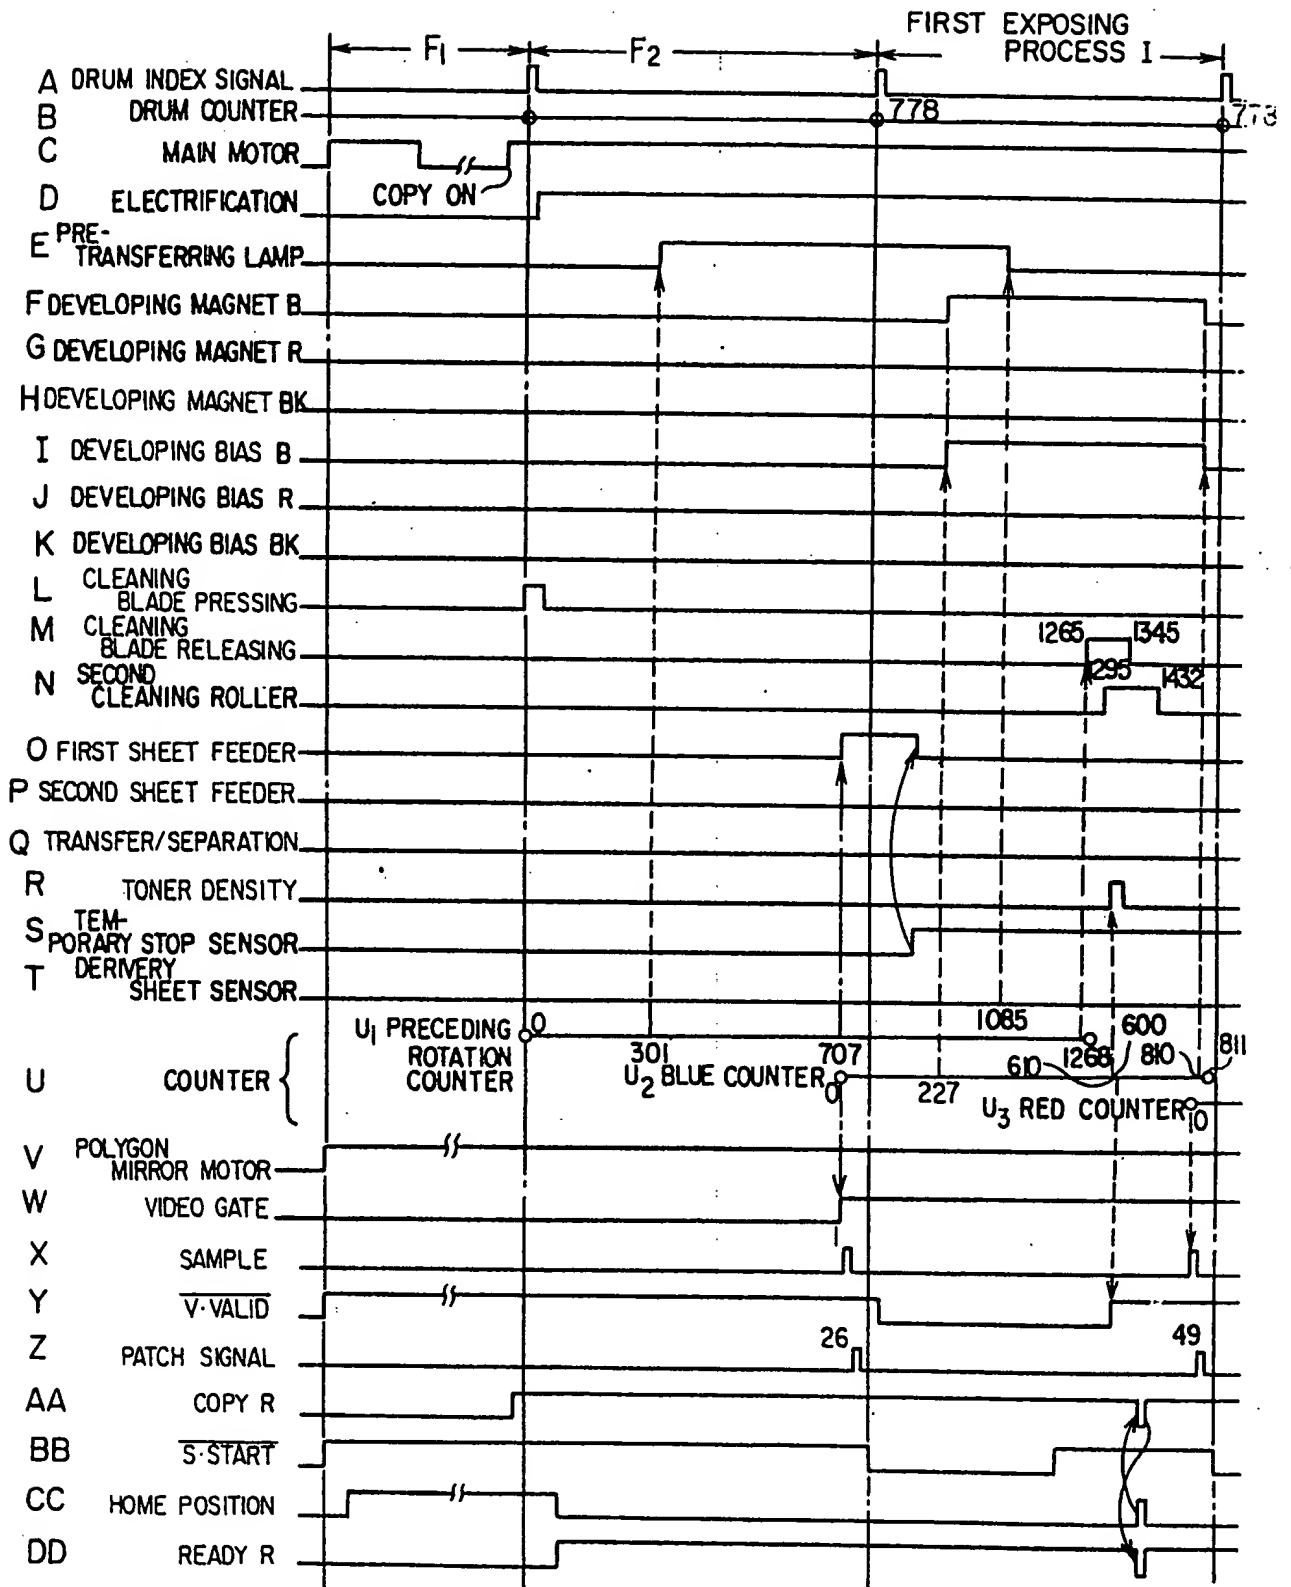 FIRST EXPOSING
F1 F2 PROCESS I
A DRUM INDEX SIGNAL
B DRUM COUNTER 778 778
C MAIN MOTOR
COPY ON
D ELECTRIFICATION
E PRE-
TRANSFERRING LAMP
F DEVELOPING MAGNET B
G DEVELOPING MAGNET R
H DEVELOPING MAGNET BK
I DEVELOPING BIAS B
J DEVELOPING BIAS R
K DEVELOPING BIAS BK
L CLEANING
BLADE PRESSING
M CLEANING 1265 1345
BLADE RELEASING
N SECOND 1295 1432
CLEANING ROLLER
O FIRST SHEET FEEDER
P SECOND SHEET FEEDER
Q TRANSFER/SEPARATION
R TONER DENSITY
S TEM-
PORARY STOP SENSOR
T DERIVERY
SHEET SENSOR
U1 PRECEDING 0 1085 600
ROTATION 301 707 1268 810 811
U COUNTER { COUNTER U2 BLUE COUNTER 0 227 610
U3 RED COUNTER 10
V POLYGON
MIRROR MOTOR
W VIDEO GATE
X SAMPLE
Y V·VALID
Z PATCH SIGNAL 26 49
AA COPY R
BB S·START
CC HOME POSITION
DD READY R